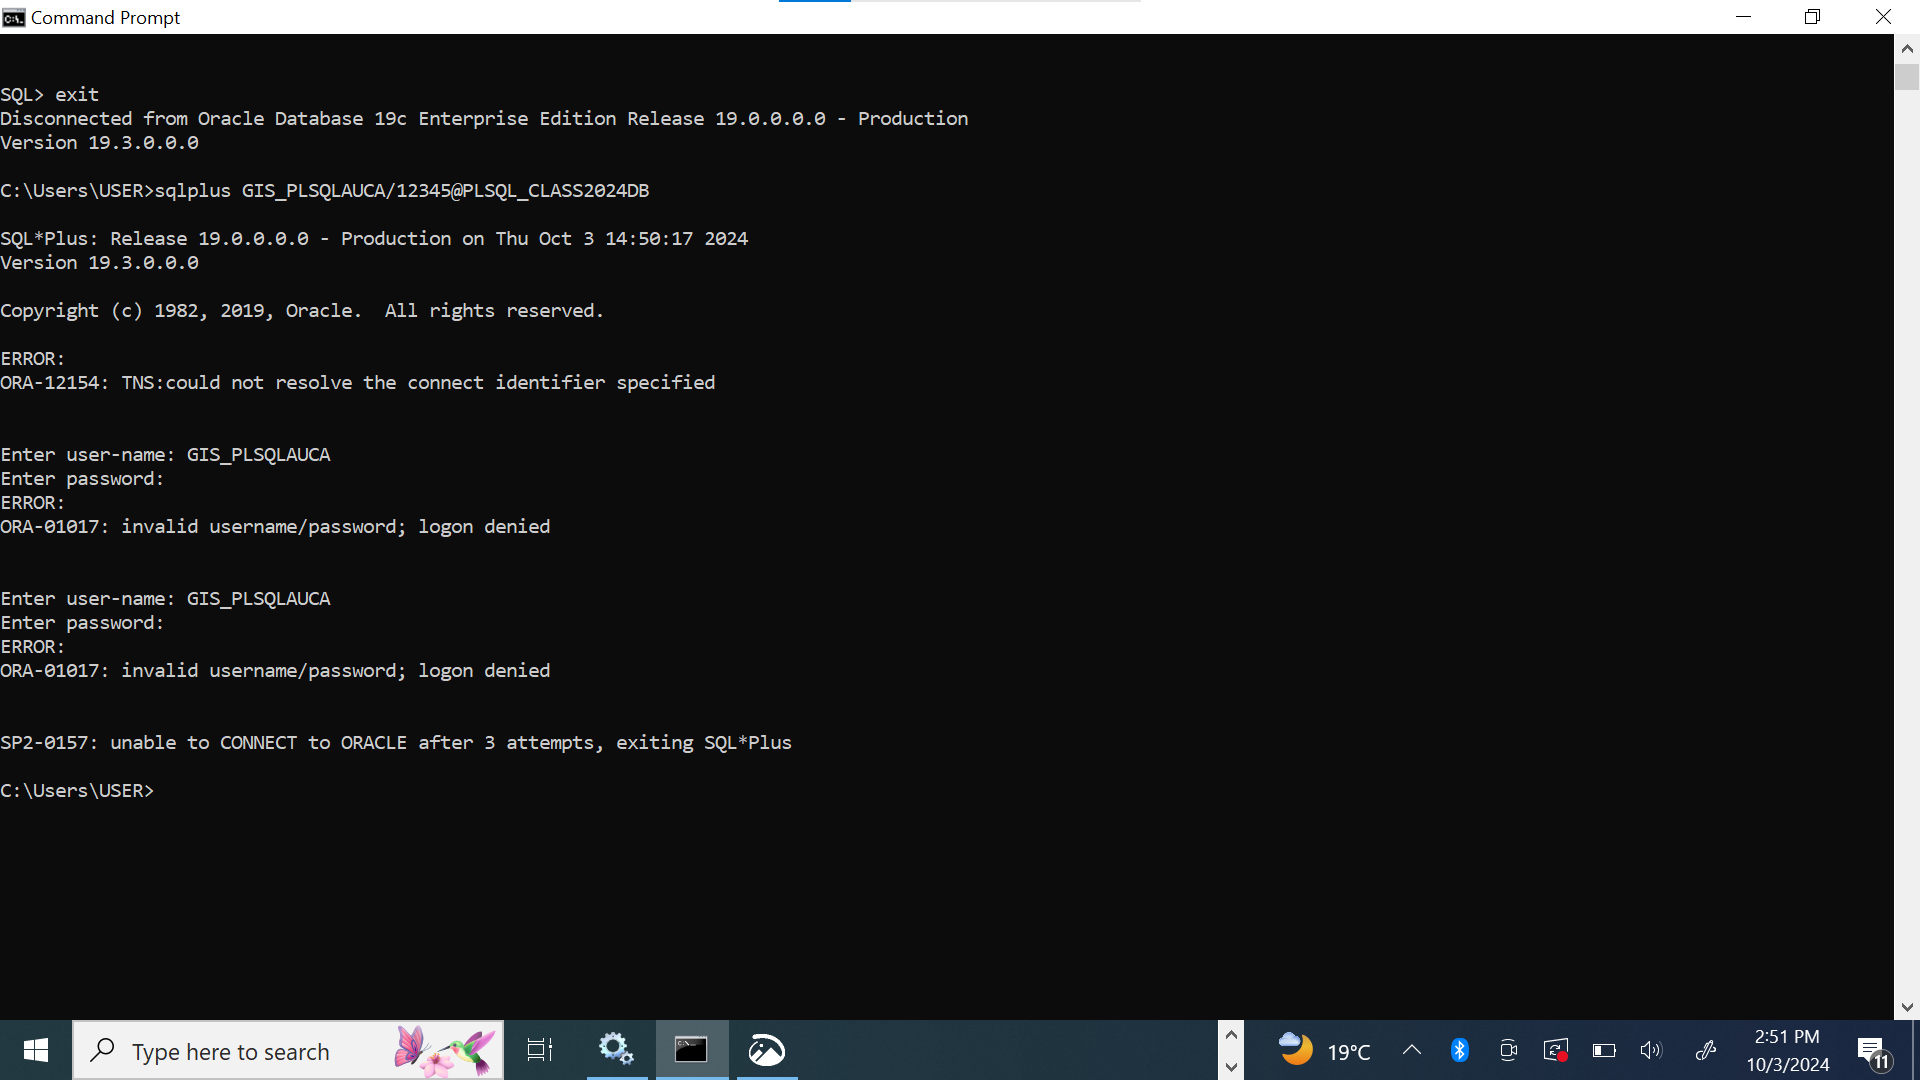 Command Prompt
SQL> exit
Disconnected from Oracle Database 19c Enterprise Edition Release 19.0.0.0.0 - Production
Version 19.3.0.0.0
C:\Users\USER>sqlplus GIS_PLSQLAUCA/12345@PLSQL_CLASS2024DB
SQL*Plus: Release 19.0.0.0.0 - Production on Thu Oct 3 14:50:17 2024
Version 19.3.0.0.0
Copyright (c) 1982, 2019, Oracle.  All rights reserved.
ERROR:
ORA-12154: TNS:could not resolve the connect identifier specified
Enter user-name: GIS_PLSQLAUCA
Enter password:
ERROR:
ORA-01017: invalid username/password; logon denied
Enter user-name: GIS_PLSQLAUCA
Enter password:
ERROR:
ORA-01017: invalid username/password; logon denied
SP2-0157: unable to CONNECT to ORACLE after 3 attempts, exiting SQL*Plus
C:\Users\USER>
Type here to search
19°C
2:51 PM
10/3/2024
11